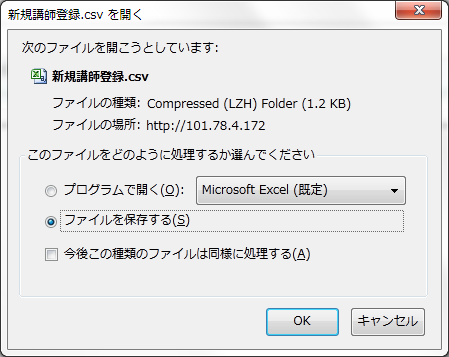 新規講師登録.csv を開く
次のファイルを開こうとしています:
新規講師登録.csv
ファイルの種類: Compressed (LZH) Folder (1.2 KB)
ファイルの場所: http://101.78.4.172
このファイルをどのように処理するか選んでください
プログラムで開く(O): Microsoft Excel (既定)
ファイルを保存する(S)
今後この種類のファイルは同様に処理する(A)
OK キャンセル